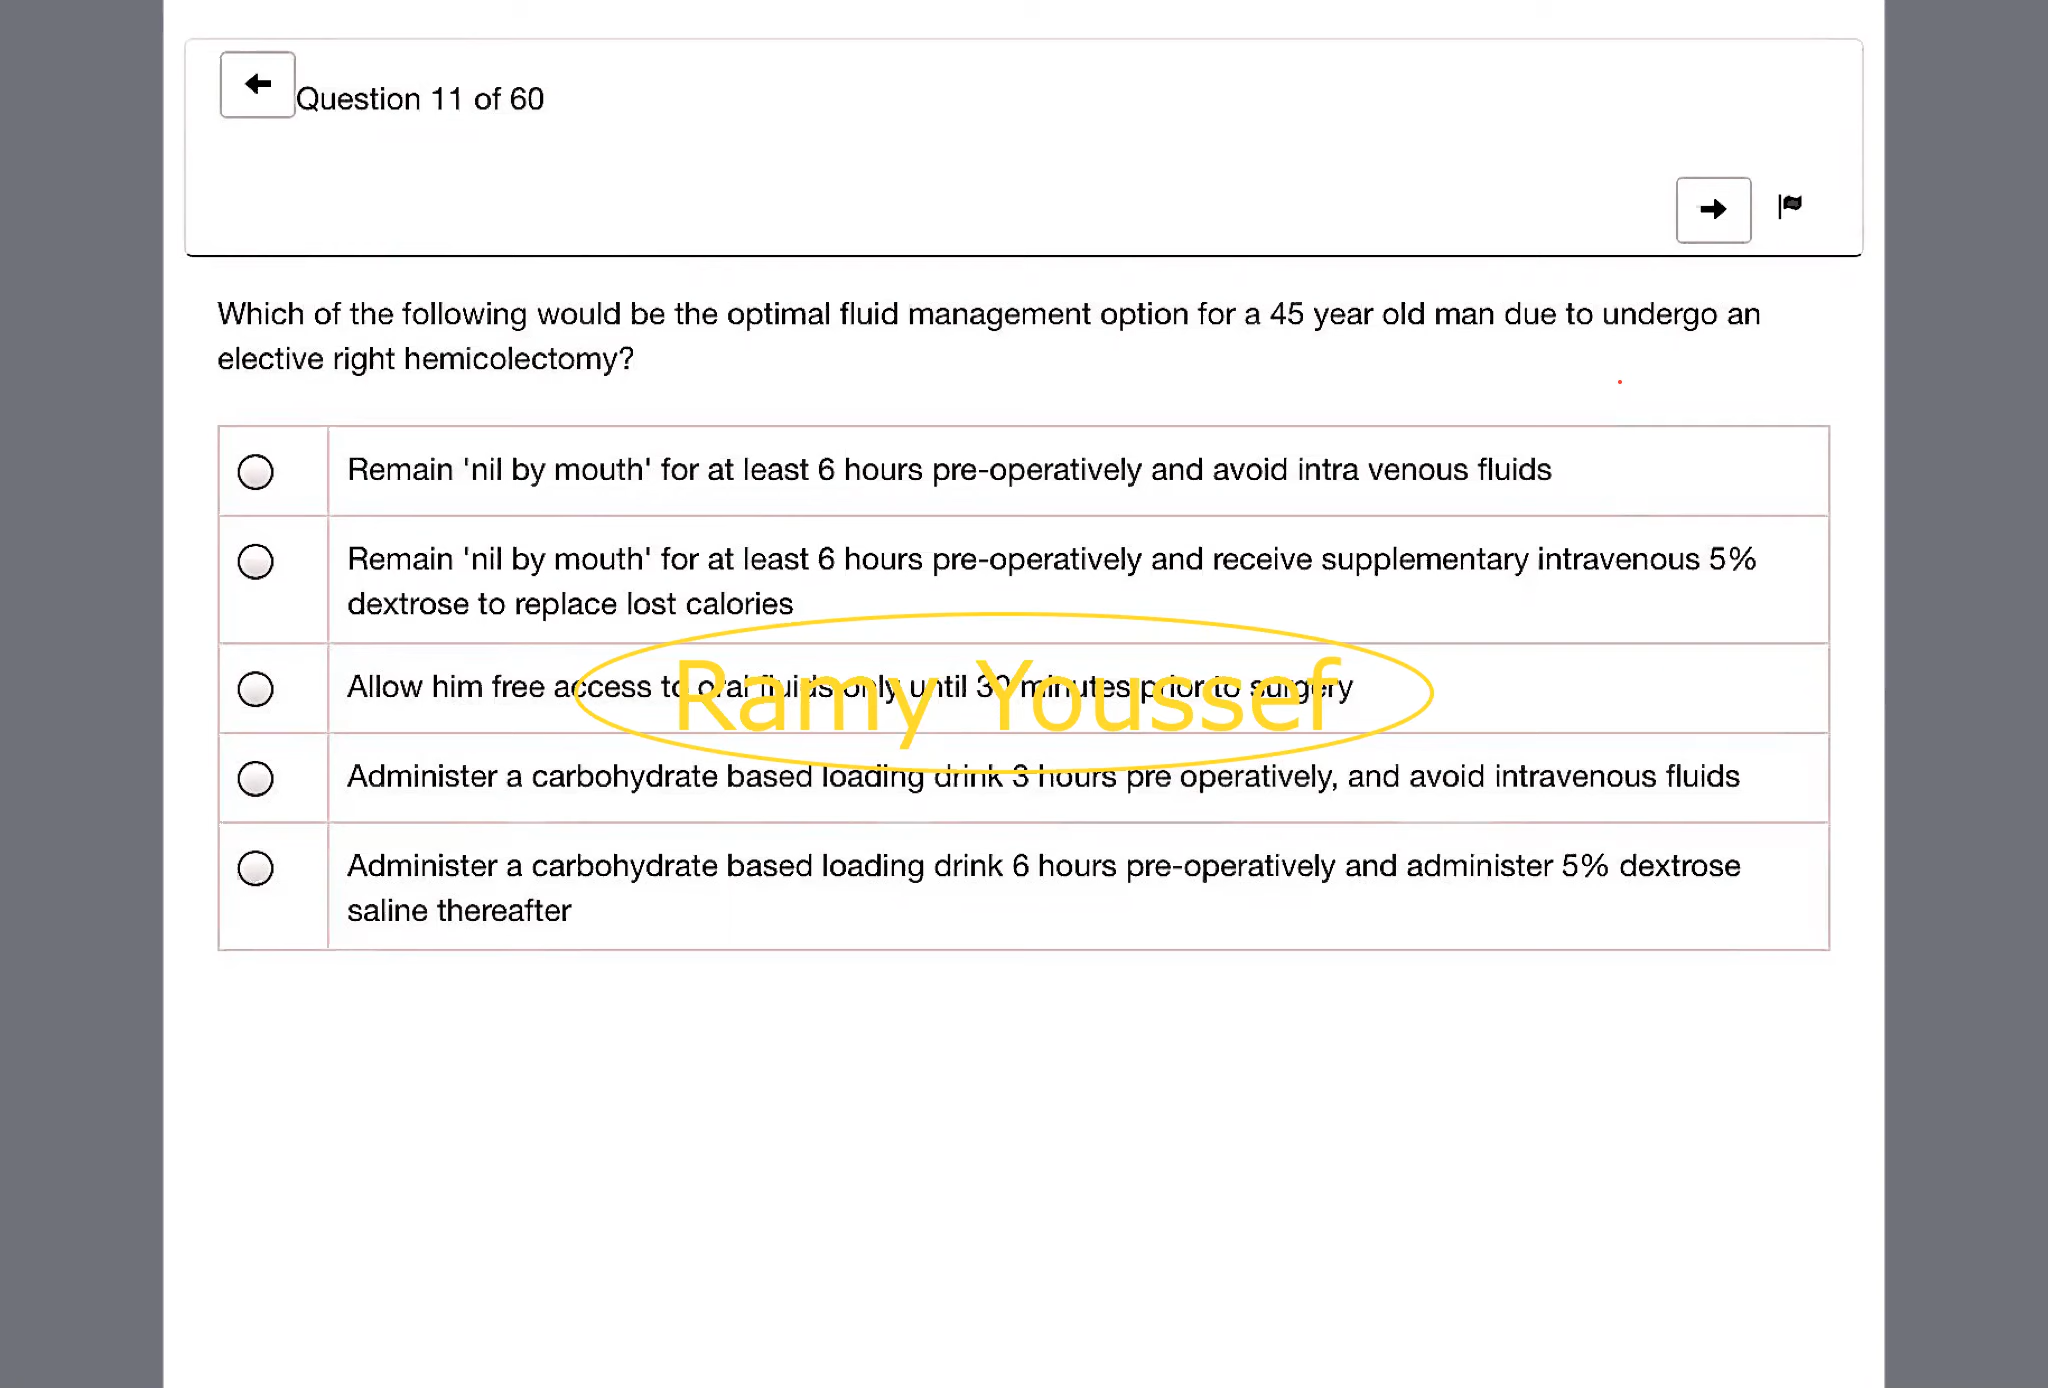 Question 11 of 60
Which of the following would be the optimal fluid management option for a 45 year old man due to undergo an
elective right hemicolectomy?
Remain 'nil by mouth' for at least 6 hours pre-operatively and avoid intra venous fluids
Remain 'nil by mouth' for at least 6 hours pre-operatively and receive supplementary intravenous 5%
dextrose to replace lost calories
Allow him free access to oral fluids only until 30 minutes prior to surgery
Ramy Youssef
Administer a carbohydrate based loading drink 3 hours pre operatively, and avoid intravenous fluids
Administer a carbohydrate based loading drink 6 hours pre-operatively and administer 5% dextrose
saline thereafter